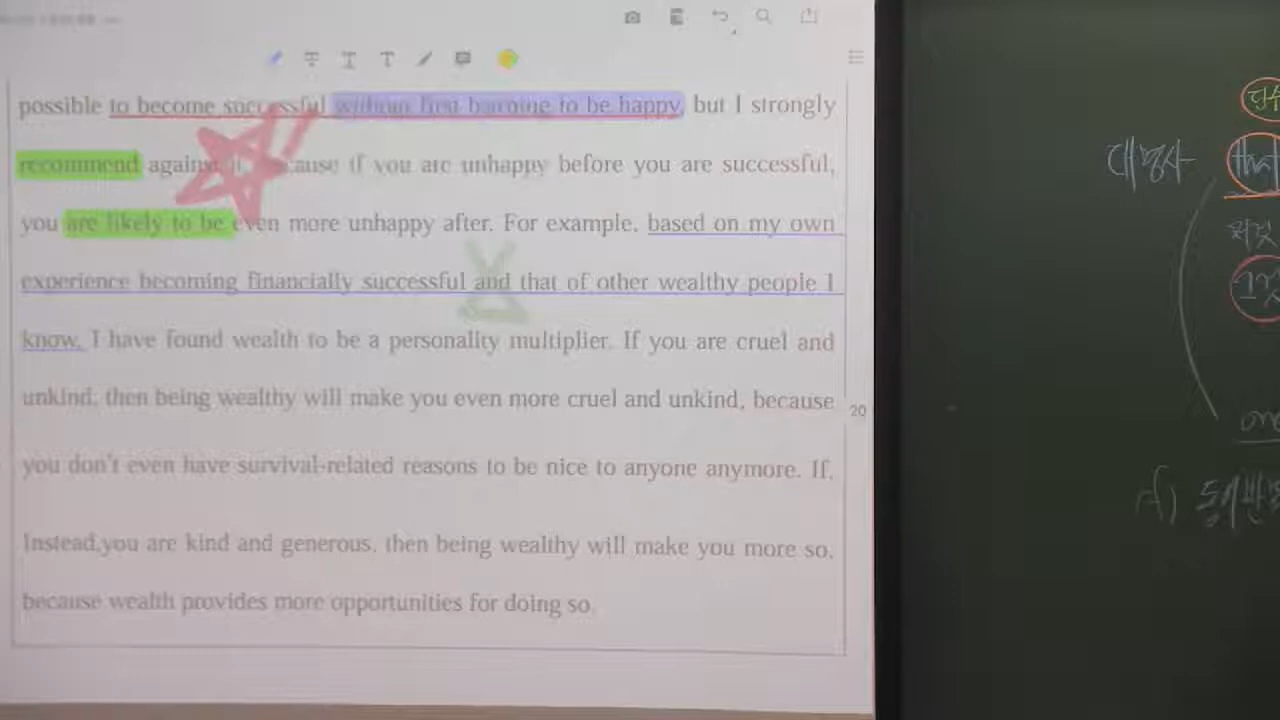 possible to become successful without first learning to be happy, but I strongly
recommend against it, because if you are unhappy before you are successful,
you are likely to be even more unhappy after. For example, based on my own
experience becoming financially successful and that of other wealthy people I
know, I have found wealth to be a personality multiplier. If you are cruel and
unkind, then being wealthy will make you even more cruel and unkind, because
you don't even have survival-related reasons to be nice to anyone anymore. If,
Instead,you are kind and generous, then being wealthy will make you more so,
because wealth provides more opportunities for doing so.
20
대명사 that